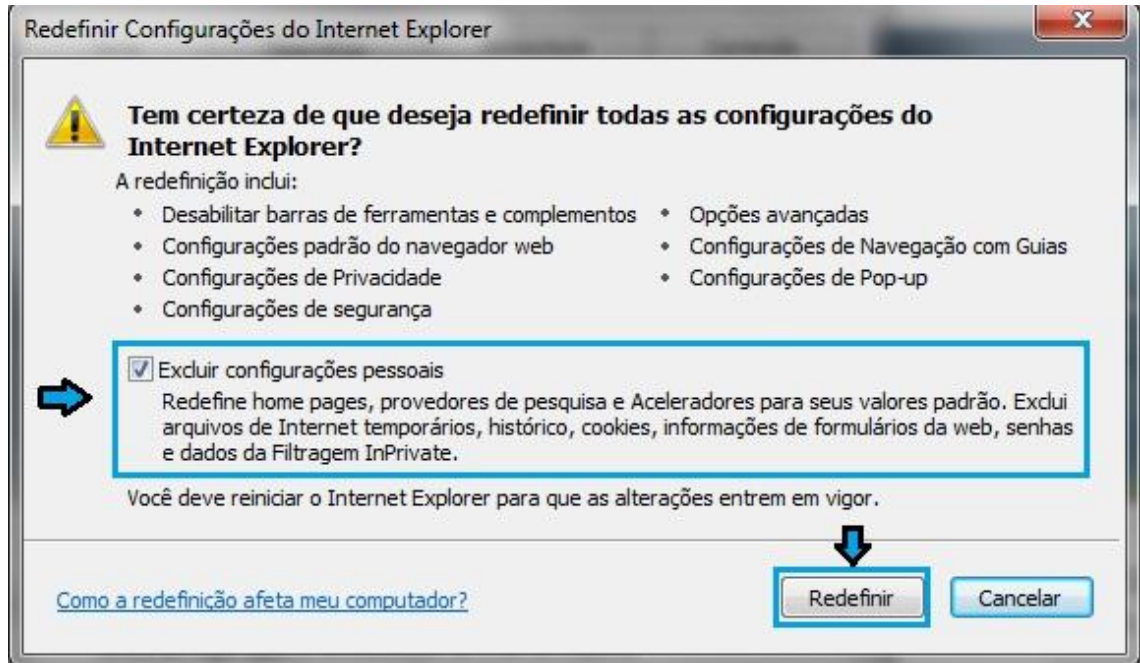 Redefinir Configurações do Internet Explorer
Tem certeza de que deseja redefinir todas as configurações do
Internet Explorer?
A redefinição inclui:
• Desabilitar barras de ferramentas e complementos
• Configurações padrão do navegador web
• Configurações de Privacidade
• Configurações de segurança
• Opções avançadas
• Configurações de Navegação com Guias
• Configurações de Pop-up
Excluir configurações pessoais
Redefine home pages, provedores de pesquisa e Aceleradores para seus valores padrão. Exclui
arquivos de Internet temporários, histórico, cookies, informações de formulários da web, senhas
e dados da Filtragem InPrivate.
Você deve reiniciar o Internet Explorer para que as alterações entrem em vigor.
Como a redefinição afeta meu computador?
Redefinir
Cancelar